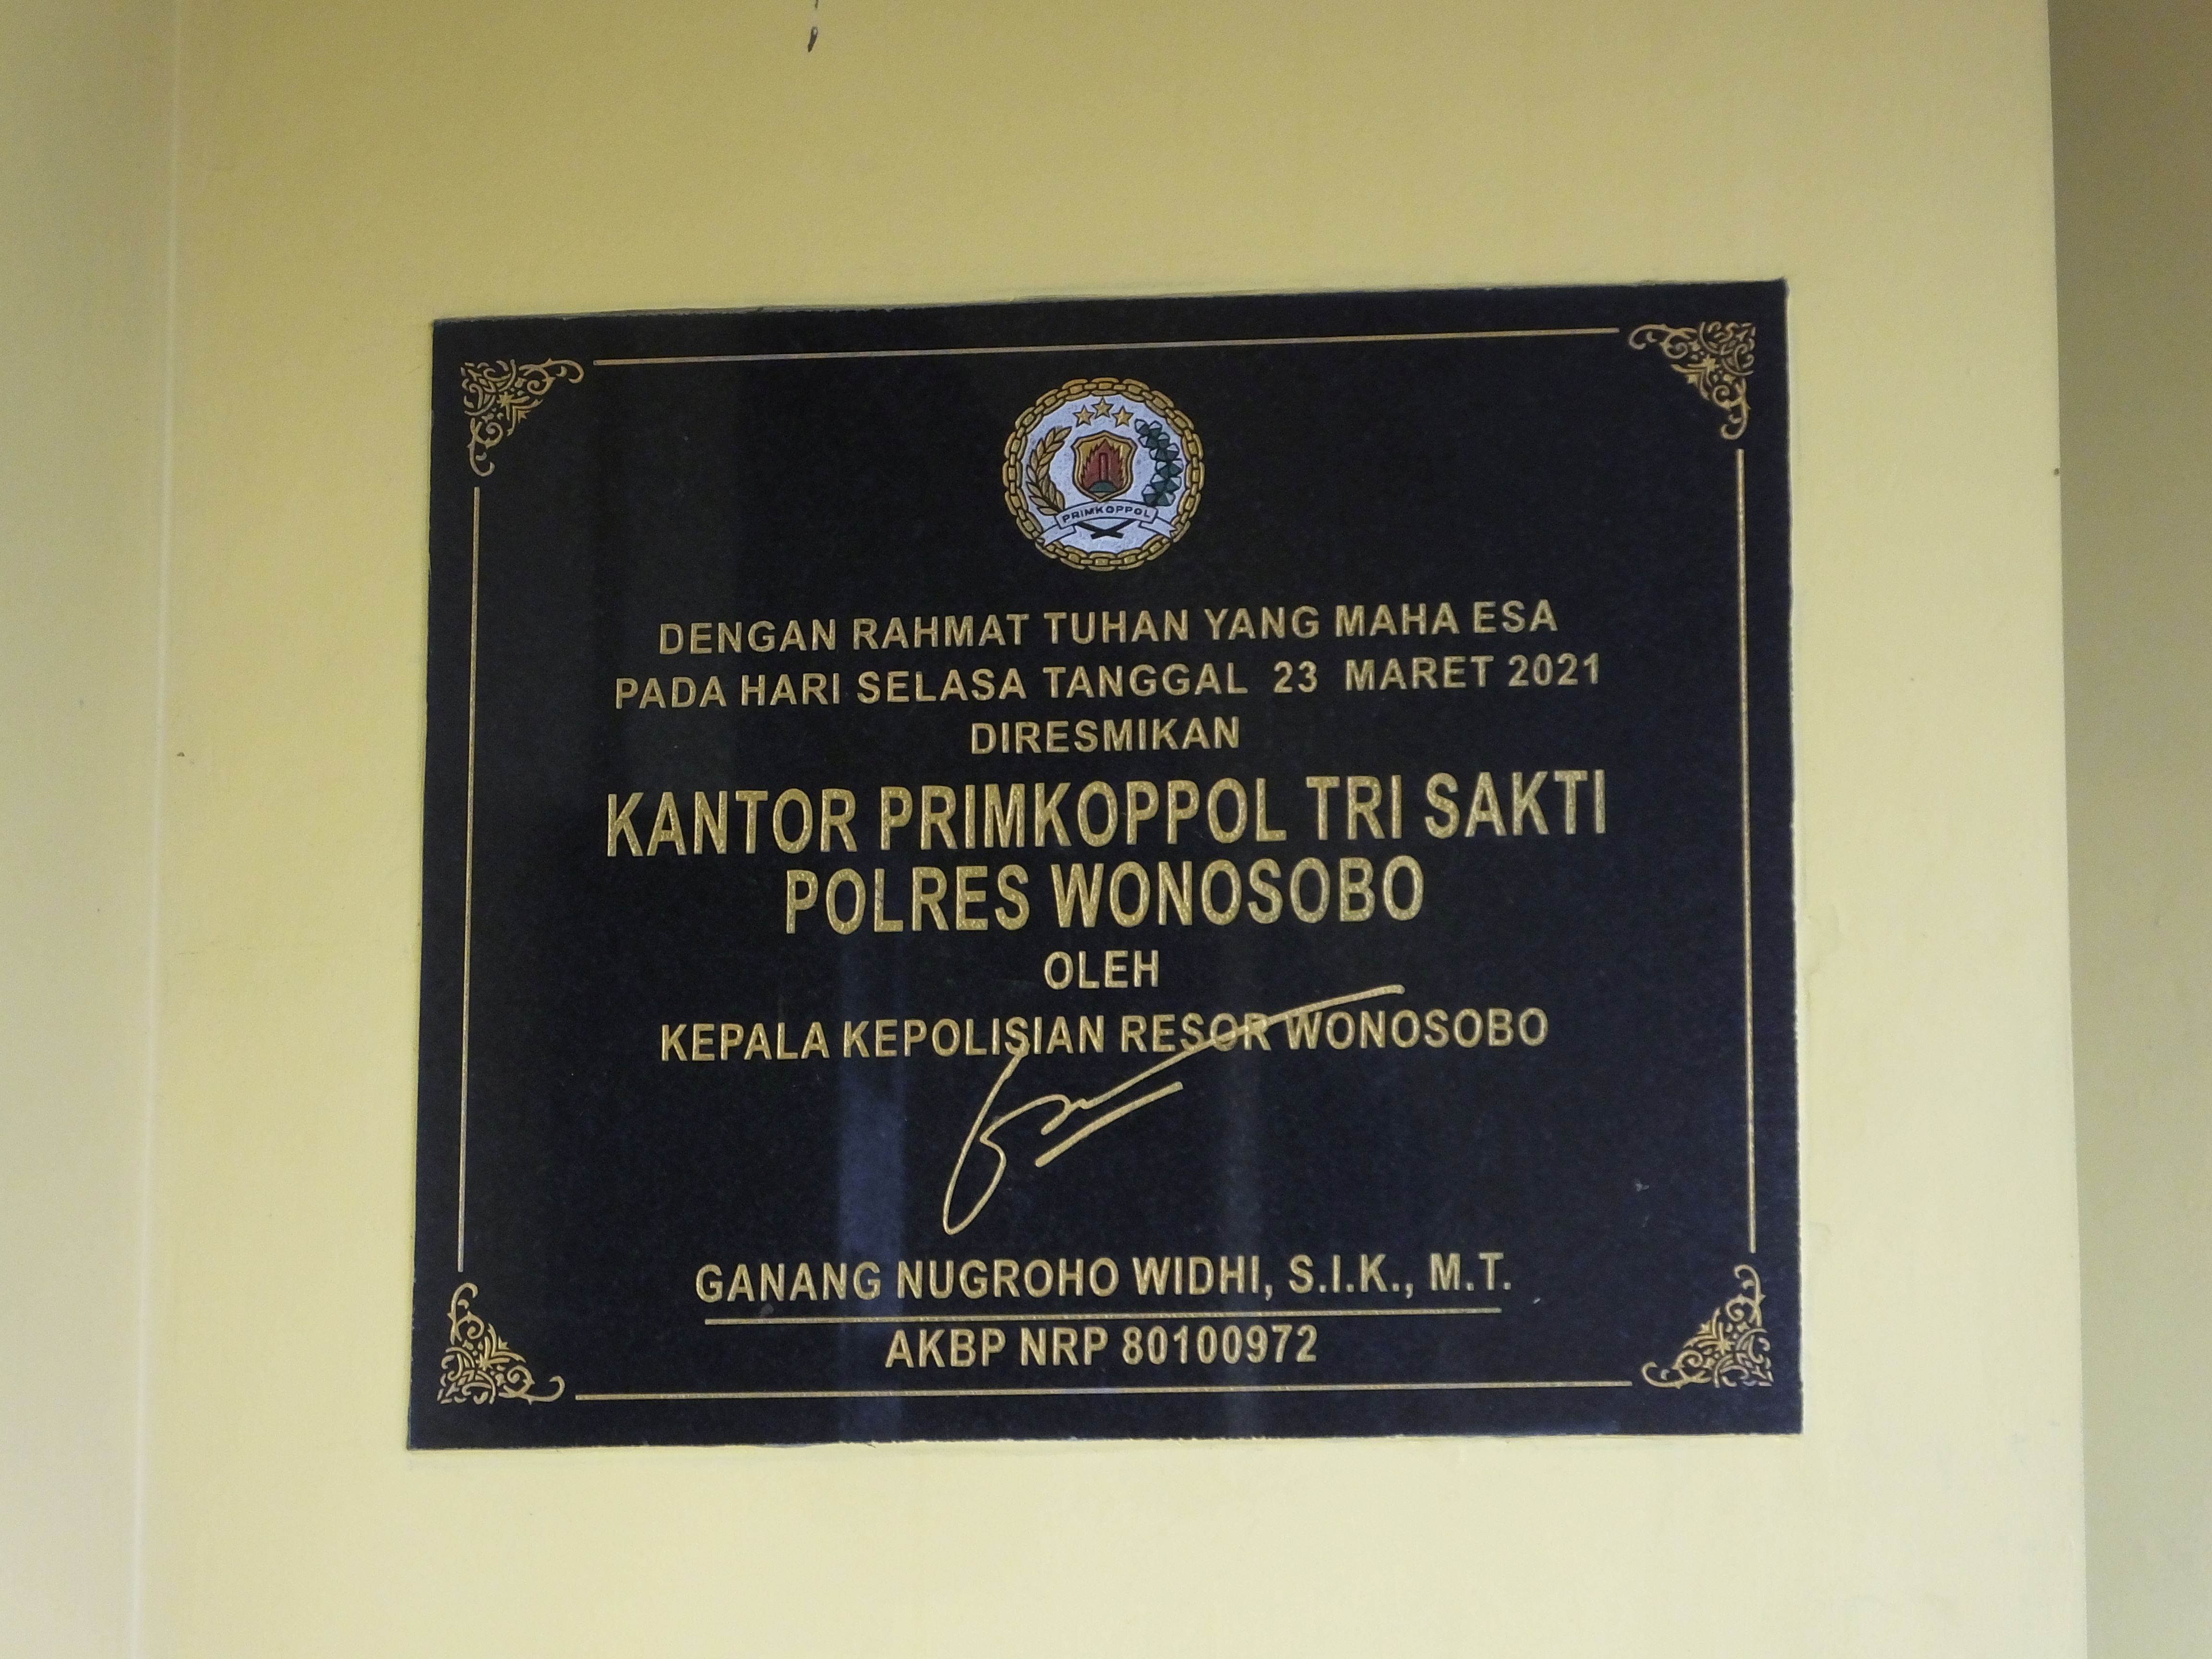 PRIMKOPPOL
DENGAN RAHMAT TUHAN YANG MAHA ESA
PADA HARI SELASA TANGGAL 23 MARET 2021
DIRESMIKAN
KANTOR PRIMKOPPOL TRI SAKTI
POLRES WONOSOBO
OLEH
KEPALA KEPOLISIAN RESOR WONOSOBO
GANANG NUGROHO WIDHI, S.I.K., M.T.
AKBP NRP 80100972